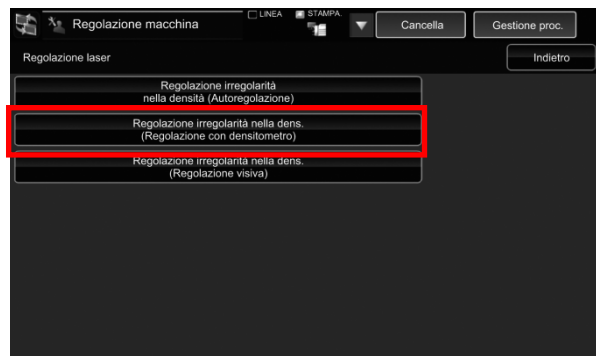 Regolazione macchina
LINEA
STAMPA.
Cancella
Gestione proc.
Regolazione laser
Indietro
Regolazione irregolarità
nella densità (Autoregolazione)
Regolazione irregolarità nella dens.
(Regolazione con densitometro)
Regolazione irregolarità nella dens.
(Regolazione visiva)